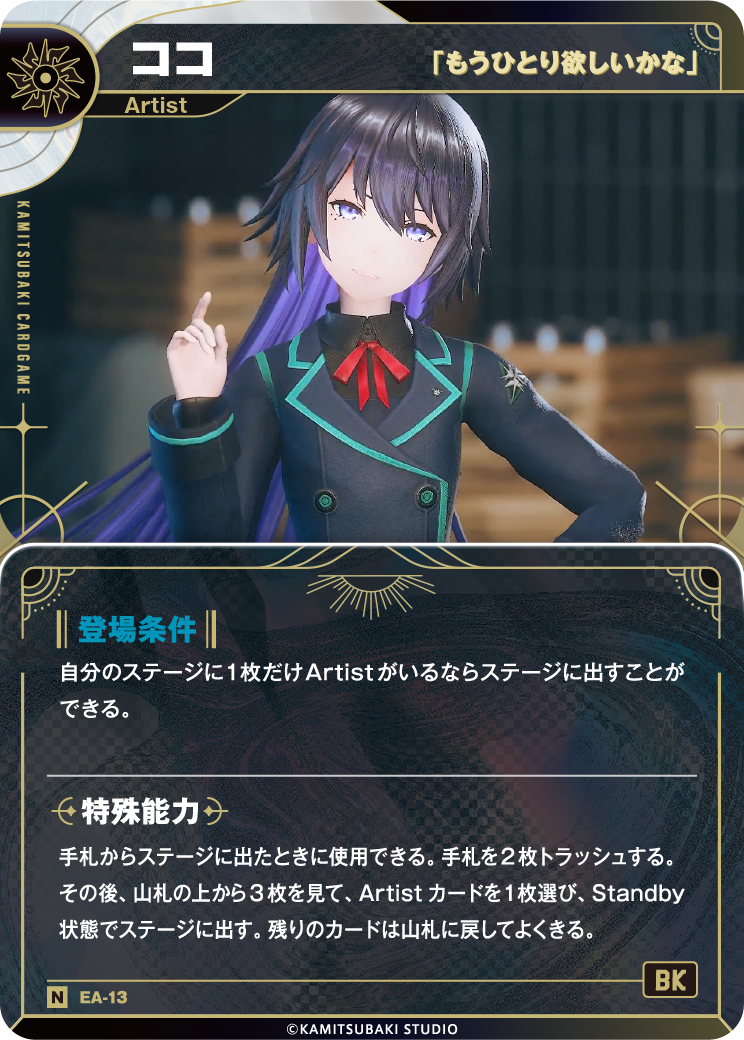 ココ
「もうひとり欲しいかな」
Artist
KAMITSUBAKI CARDGAME
登場条件
自分のステージに1枚だけArtistがいるならステージに出すことが
できる。
特殊能力
手札からステージに出たときに使用できる。手札を2枚トラッシュする。
その後、山札の上から3枚を見て、Artist カードを1枚選び、Standby
状態でステージに出す。残りのカードは山札に戻してよくきる。
BK
N EA-13
©KAMITSUBAKI STUDIO